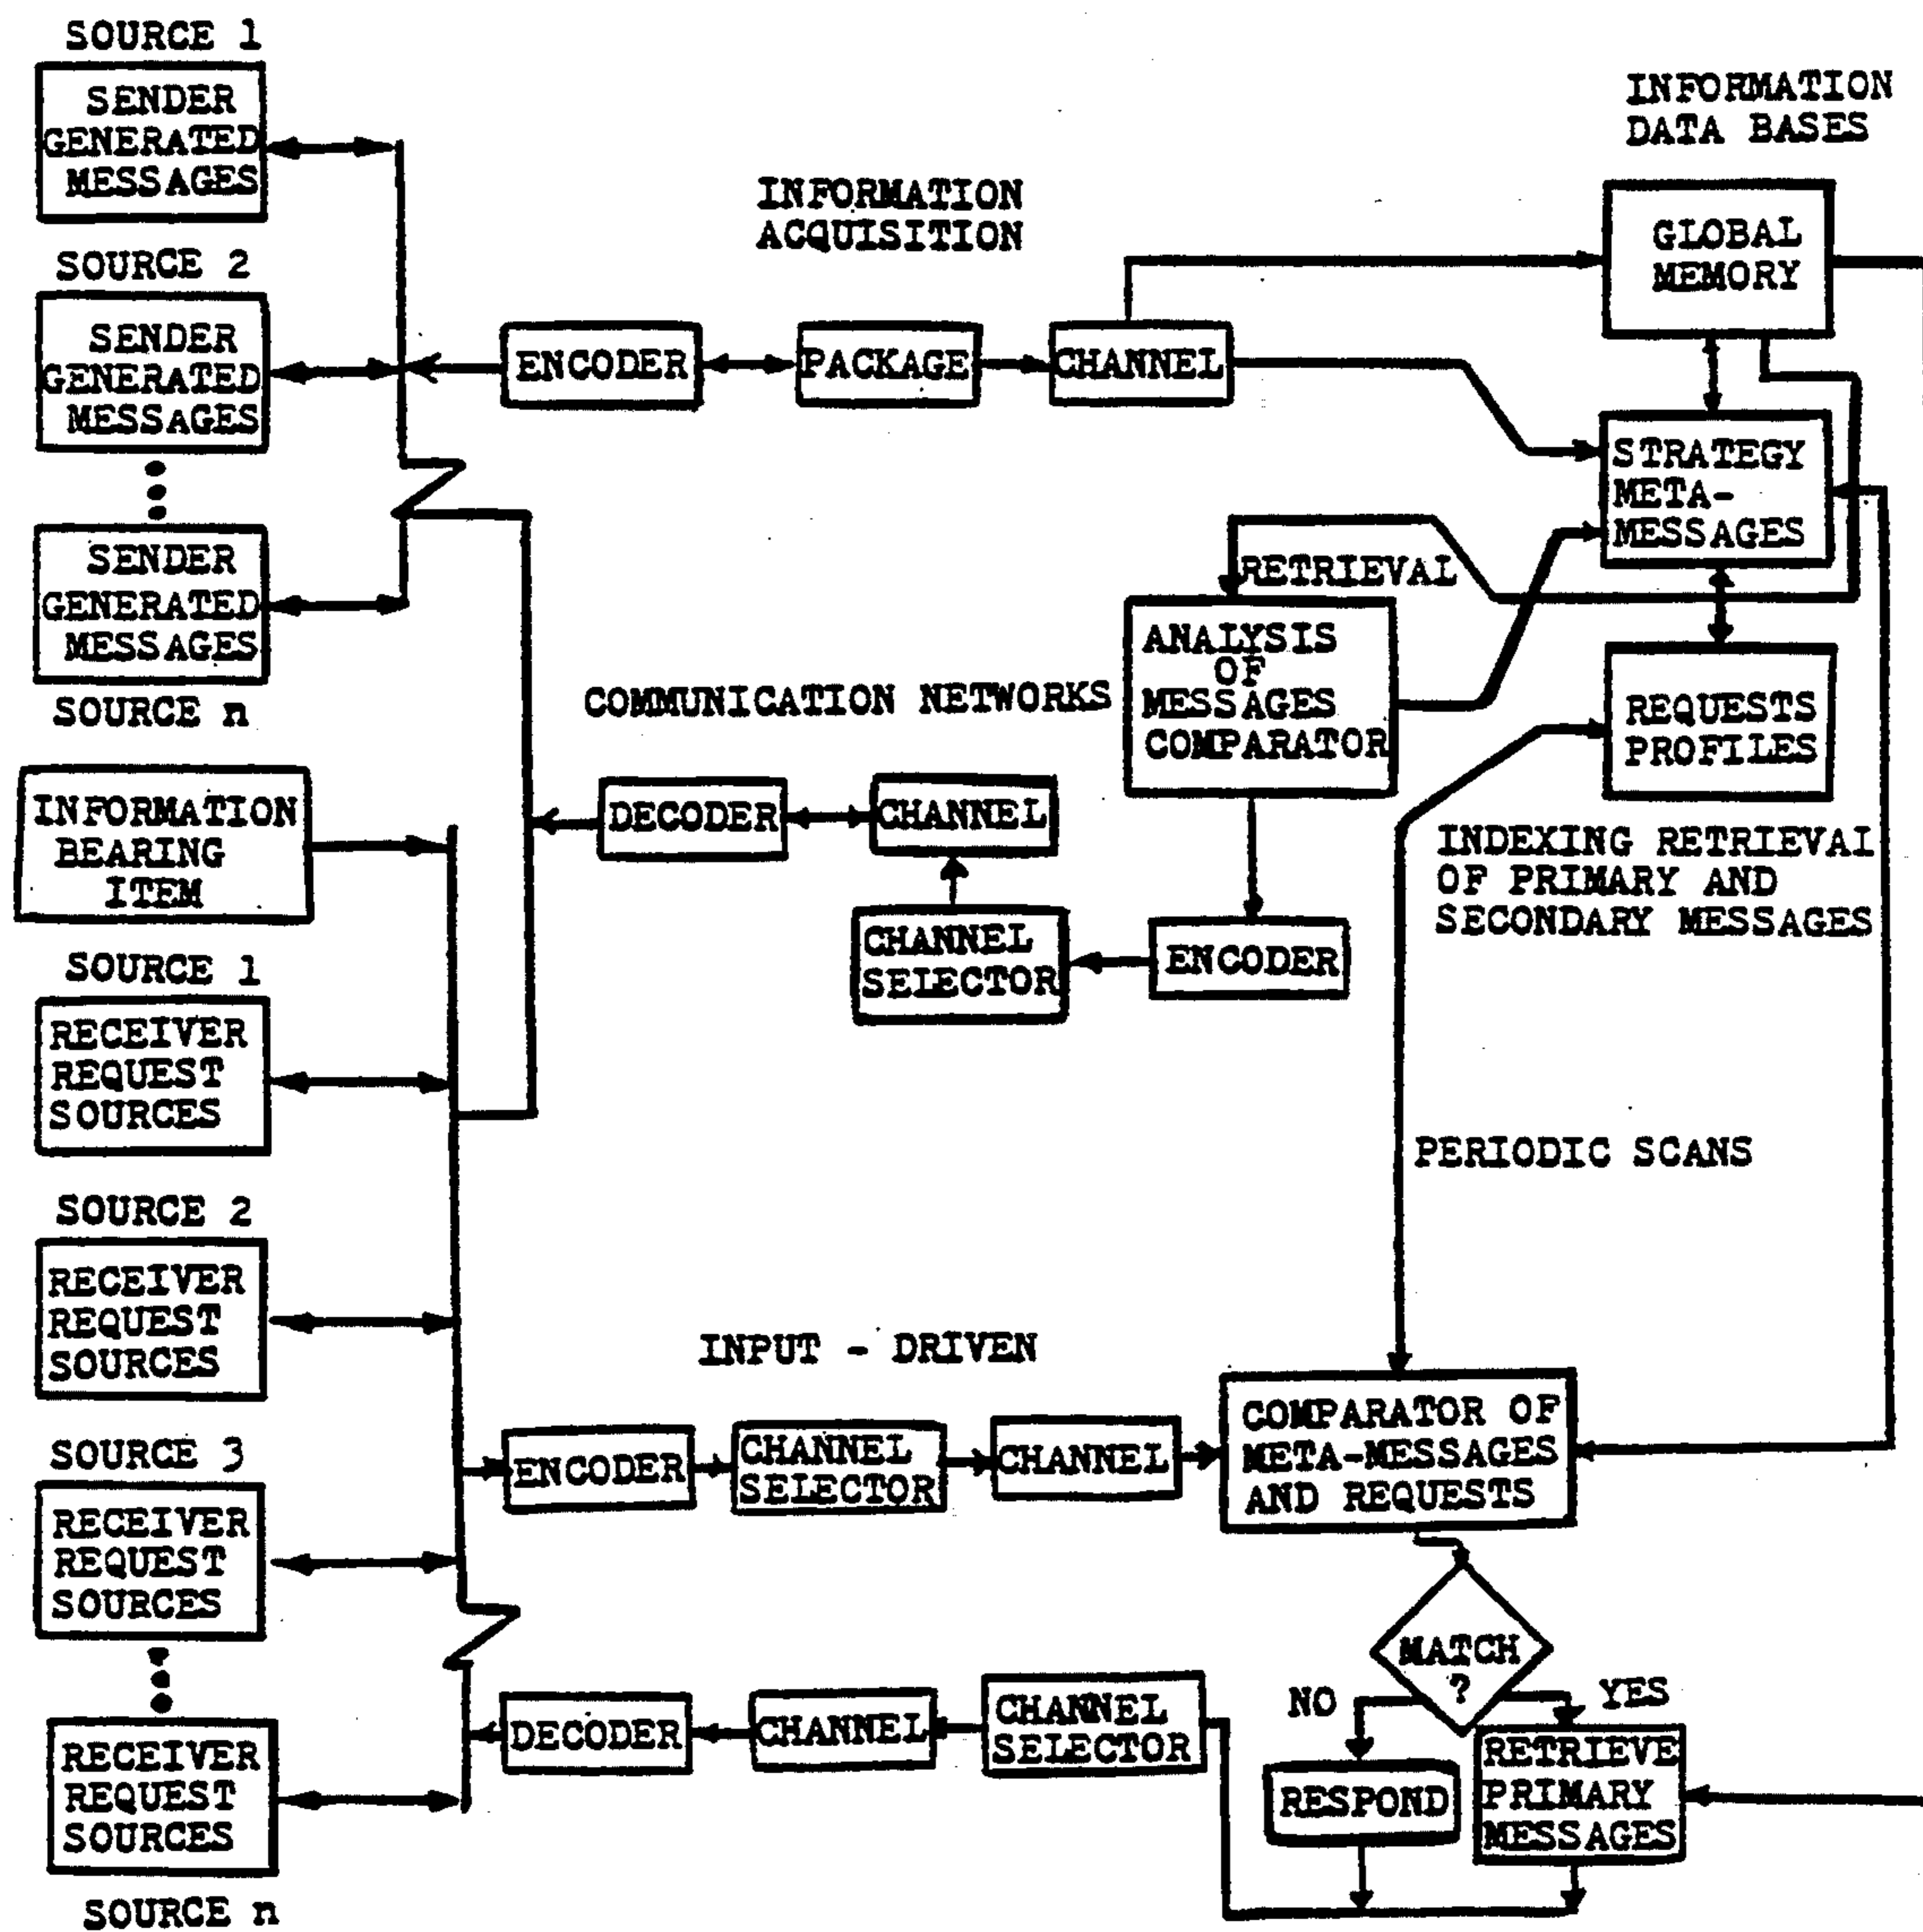 SOURCE 1
SENDER
GENERATED
MESSAGES
SOURCE 2
SENDER
GENERATED
MESSAGES
SENDER
GENERATED
MESSAGES
SOURCE n
INFORMATION
BEARING
ITEM
SOURCE 1
RECEIVER
REQUEST
SOURCES
SOURCE 2
RECEIVER
REQUEST
SOURCES
SOURCE 3
RECEIVER
REQUEST
SOURCES
RECEIVER
REQUEST
SOURCES
SOURCE n
INFORMATION
ACQUISITION
ENCODER
PACKAGE
CHANNEL
INFORMATION
DATA BASES
GLOBAL
MEMORY
STRATEGY
META-
MESSAGES
REQUESTS
PROFILES
RETRIEVAL
ANALYSIS
OF
MESSAGES
COMPARATOR
COMMUNICATION NETWORKS
DECODER
CHANNEL
CHANNEL
SELECTOR
ENCODER
INDEXING RETRIEVAL
OF PRIMARY AND
SECONDARY MESSAGES
PERIODIC SCANS
INPUT - DRIVEN
ENCODER
CHANNEL
SELECTOR
CHANNEL
COMPARATOR OF
META-MESSAGES
AND REQUESTS
MATCH
?
NO
YES
RESPOND
RETRIEVE
PRIMARY
MESSAGES
DECODER
CHANNEL
CHANNEL
SELECTOR